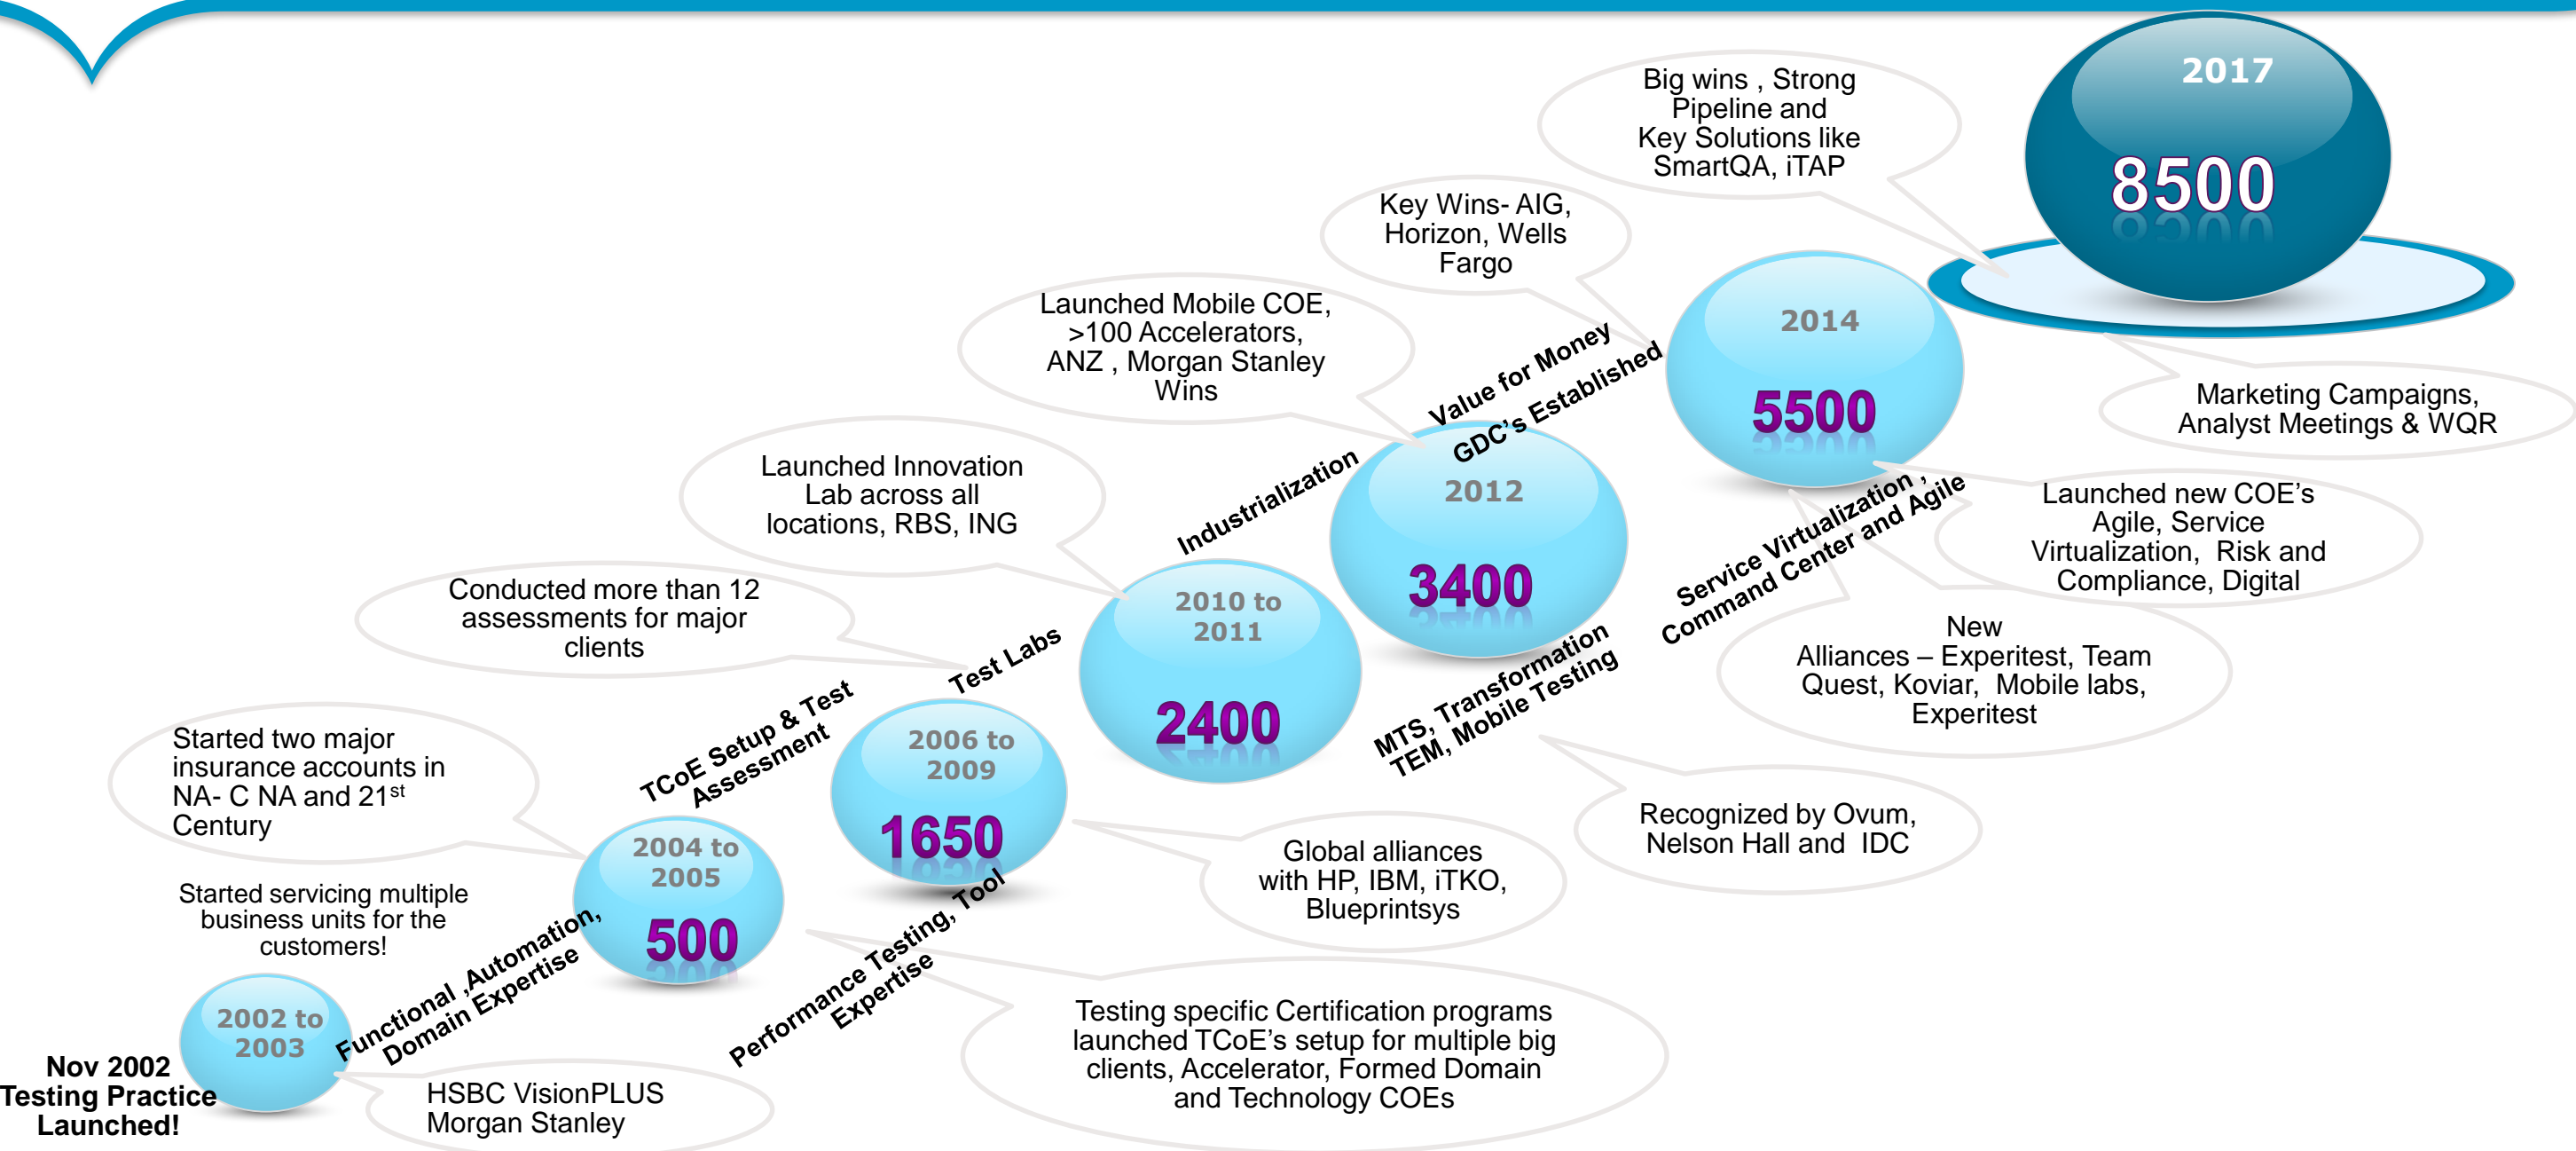 2017
8500
Big wins , Strong
Pipeline and
Key Solutions like
SmartQA, iTAP
Key Wins- AIG,
Horizon, Wells
Fargo
2014
5500
Marketing Campaigns,
Analyst Meetings & WQR
Launched Mobile COE,
>100 Accelerators,
ANZ , Morgan Stanley
Wins
Value for Money
GDC's Established
2012
3400
Service Virtualization ,
Command Center and Agile
Launched new COE's
Agile, Service
Virtualization, Risk and
Compliance, Digital
New
Alliances – Experitest, Team
Quest, Koviar, Mobile labs,
Experitest
Launched Innovation
Lab across all
locations, RBS, ING
Industrialization
2010 to
2011
2400
MTS, Transformation
TEM, Mobile Testing
Recognized by Ovum,
Nelson Hall and IDC
Conducted more than 12
assessments for major
clients
Test Labs
2006 to
2009
1650
Global alliances
with HP, IBM, iTKO,
Blueprintsys
Started two major
insurance accounts in
NA- C NA and 21st
Century
TCoE Setup & Test
Assessment
2004 to
2005
500
Performance Testing, Tool
Expertise
Testing specific Certification programs
launched TCoE's setup for multiple big
clients, Accelerator, Formed Domain
and Technology COEs
Started servicing multiple
business units for the
customers!
Functional ,Automation,
Domain Expertise
2002 to
2003
Nov 2002
Testing Practice
Launched!
HSBC VisionPLUS
Morgan Stanley